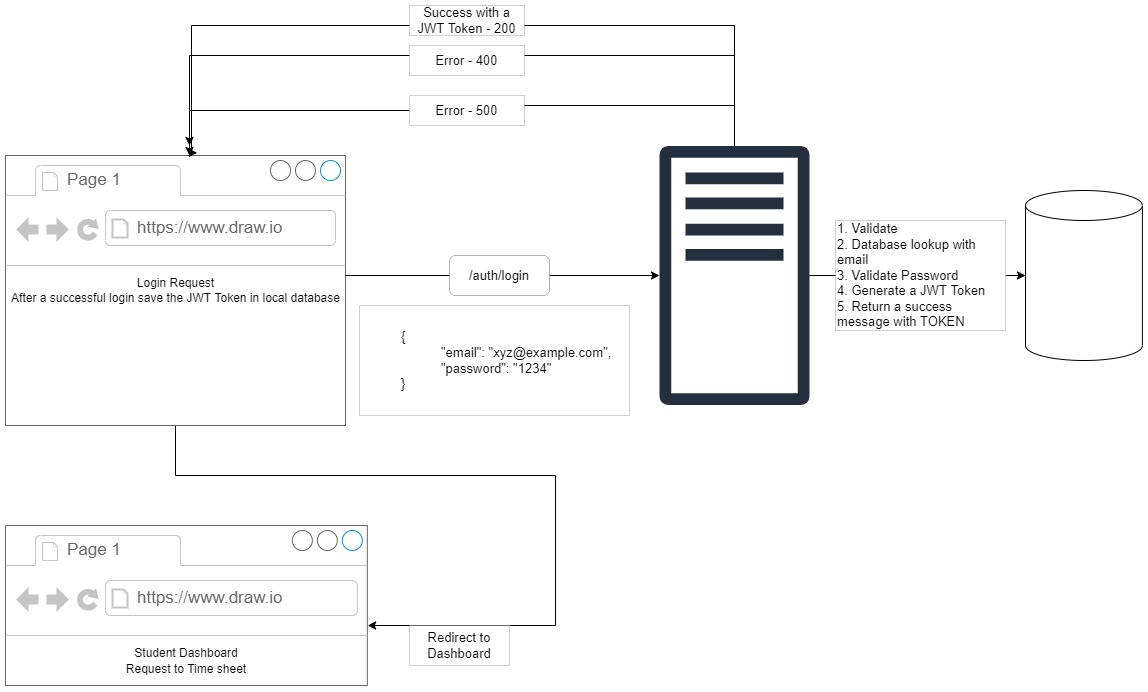 Success with a
JWT Token - 200
Error - 400
Error - 500
Page 1
https://www.draw.io
Login Request
After a successful login save the JWT Token in local database
/auth/login
{
"email": "xyz@example.com",
"password": "1234"
}
1. Validate
2. Database lookup with
email
3. Validate Password
4. Generate a JWT Token
5. Return a success
message with TOKEN
Page 1
https://www.draw.io
Student Dashboard
Request to Time sheet
Redirect to
Dashboard